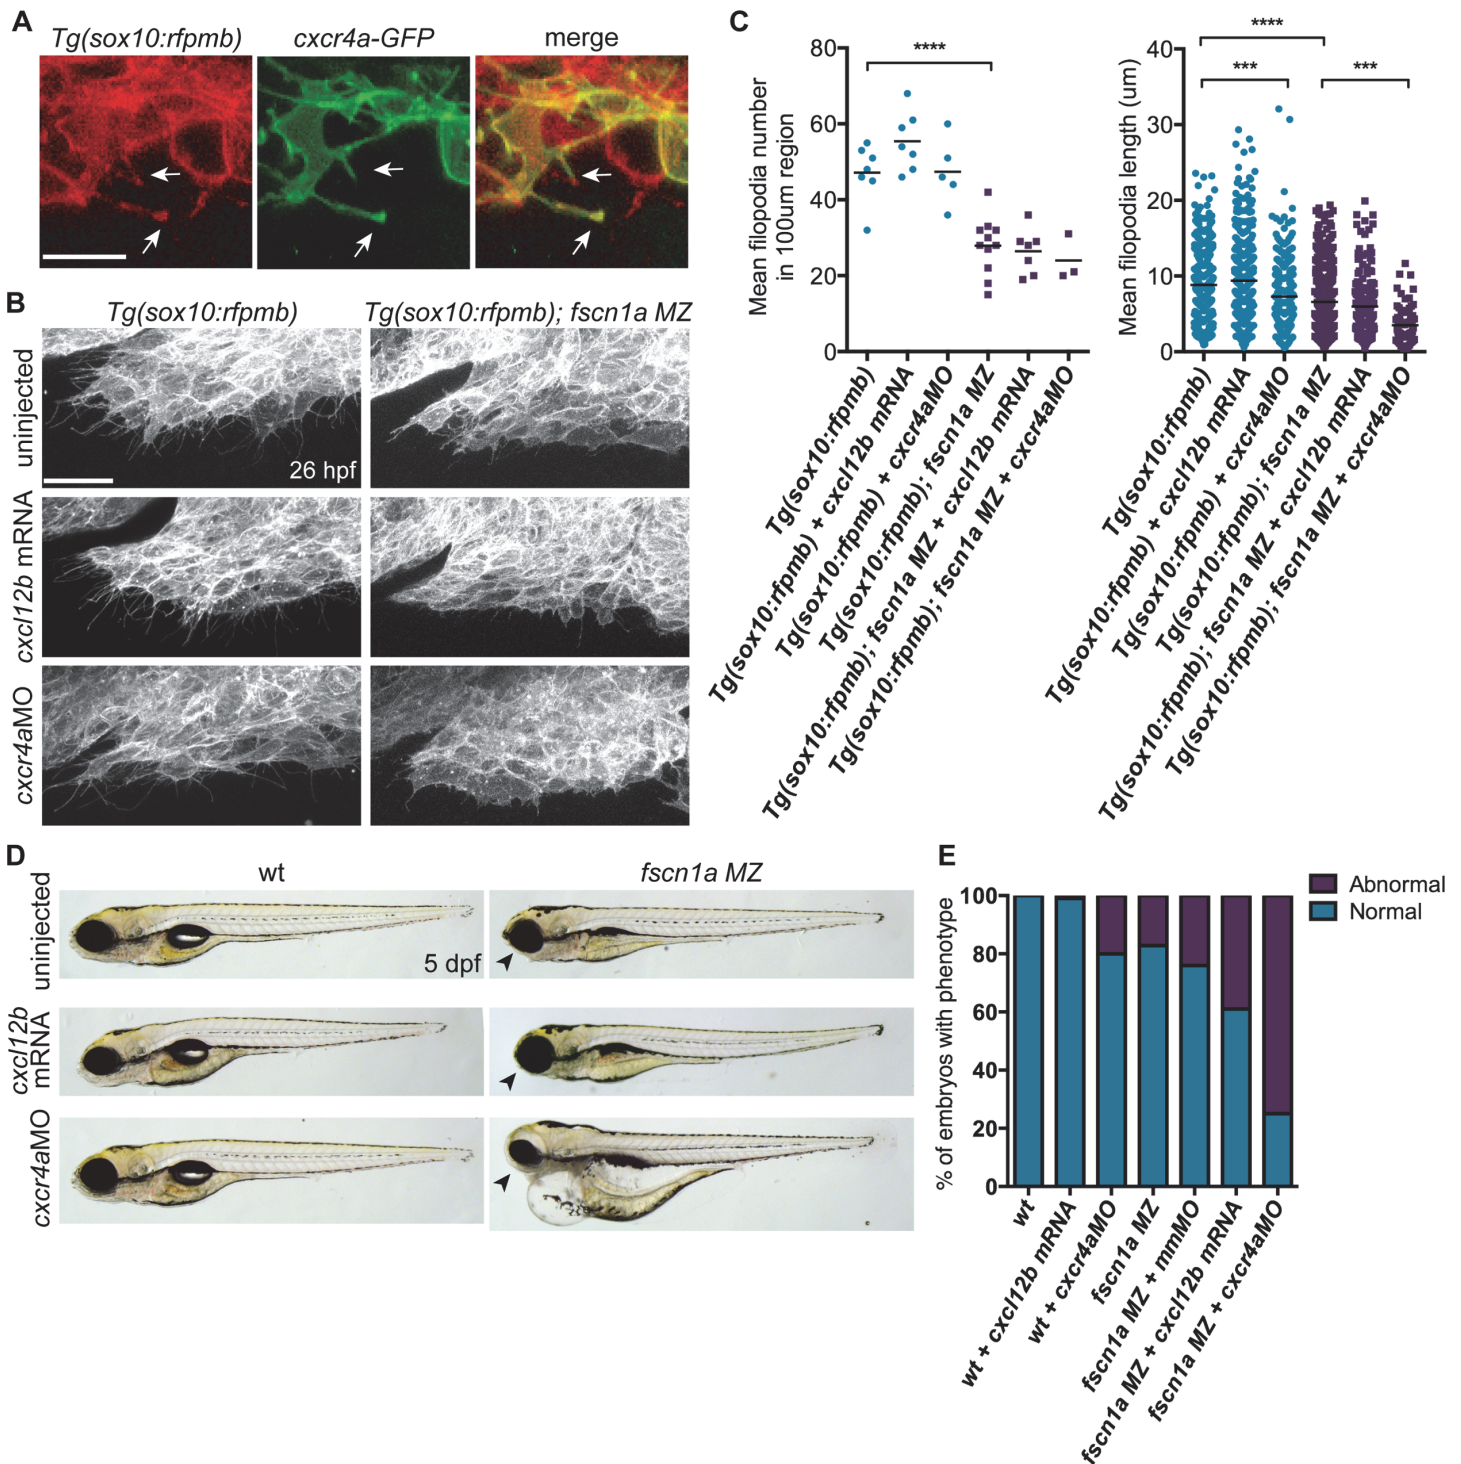 A
Tg(sox10:rfpmb)
cxcr4a-GFP
merge
B
Tg(sox10:rfpmb)
Tg(sox10:rfpmb); fscn1a MZ
uninjected
26 hpf
cxcl12b mRNA
cxcr4aMO
C
Mean filopodia number
in 100um region
80
60
40
20
0
****
Tg(sox10:rfpmb)
Tg(sox10:rfpmb) + cxcl12b mRNA
Tg(sox10:rfpmb) + cxcr4aMO
Tg(sox10:rfpmb); fscn1a MZ
Tg(sox10:rfpmb); fscn1a MZ + cxcl12b mRNA
Tg(sox10:rfpmb); fscn1a MZ + cxcr4aMO
Mean filopodia length (um)
40
30
20
10
0
****
***
***
Tg(sox10:rfpmb)
Tg(sox10:rfpmb) + cxcl12b mRNA
Tg(sox10:rfpmb) + cxcr4aMO
Tg(sox10:rfpmb); fscn1a MZ
Tg(sox10:rfpmb); fscn1a MZ + cxcl12b mRNA
Tg(sox10:rfpmb); fscn1a MZ + cxcr4aMO
D
wt
fscn1a MZ
uninjected
5 dpf
cxcl12b
mRNA
cxcr4aMO
E
% of embryos with phenotype
100
80
60
40
20
0
Abnormal
Normal
wt
wt + cxcl12b mRNA
wt + cxcr4aMO
fscn1a MZ
fscn1a MZ + mmMO
fscn1a MZ + cxcl12b mRNA
fscn1a MZ + cxcr4aMO